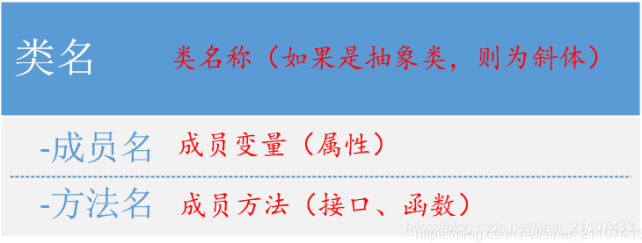 类名 类名称（如果是抽象类，则为斜体）
-成员名 成员变量（属性）
-方法名 成员方法（接口、函数）